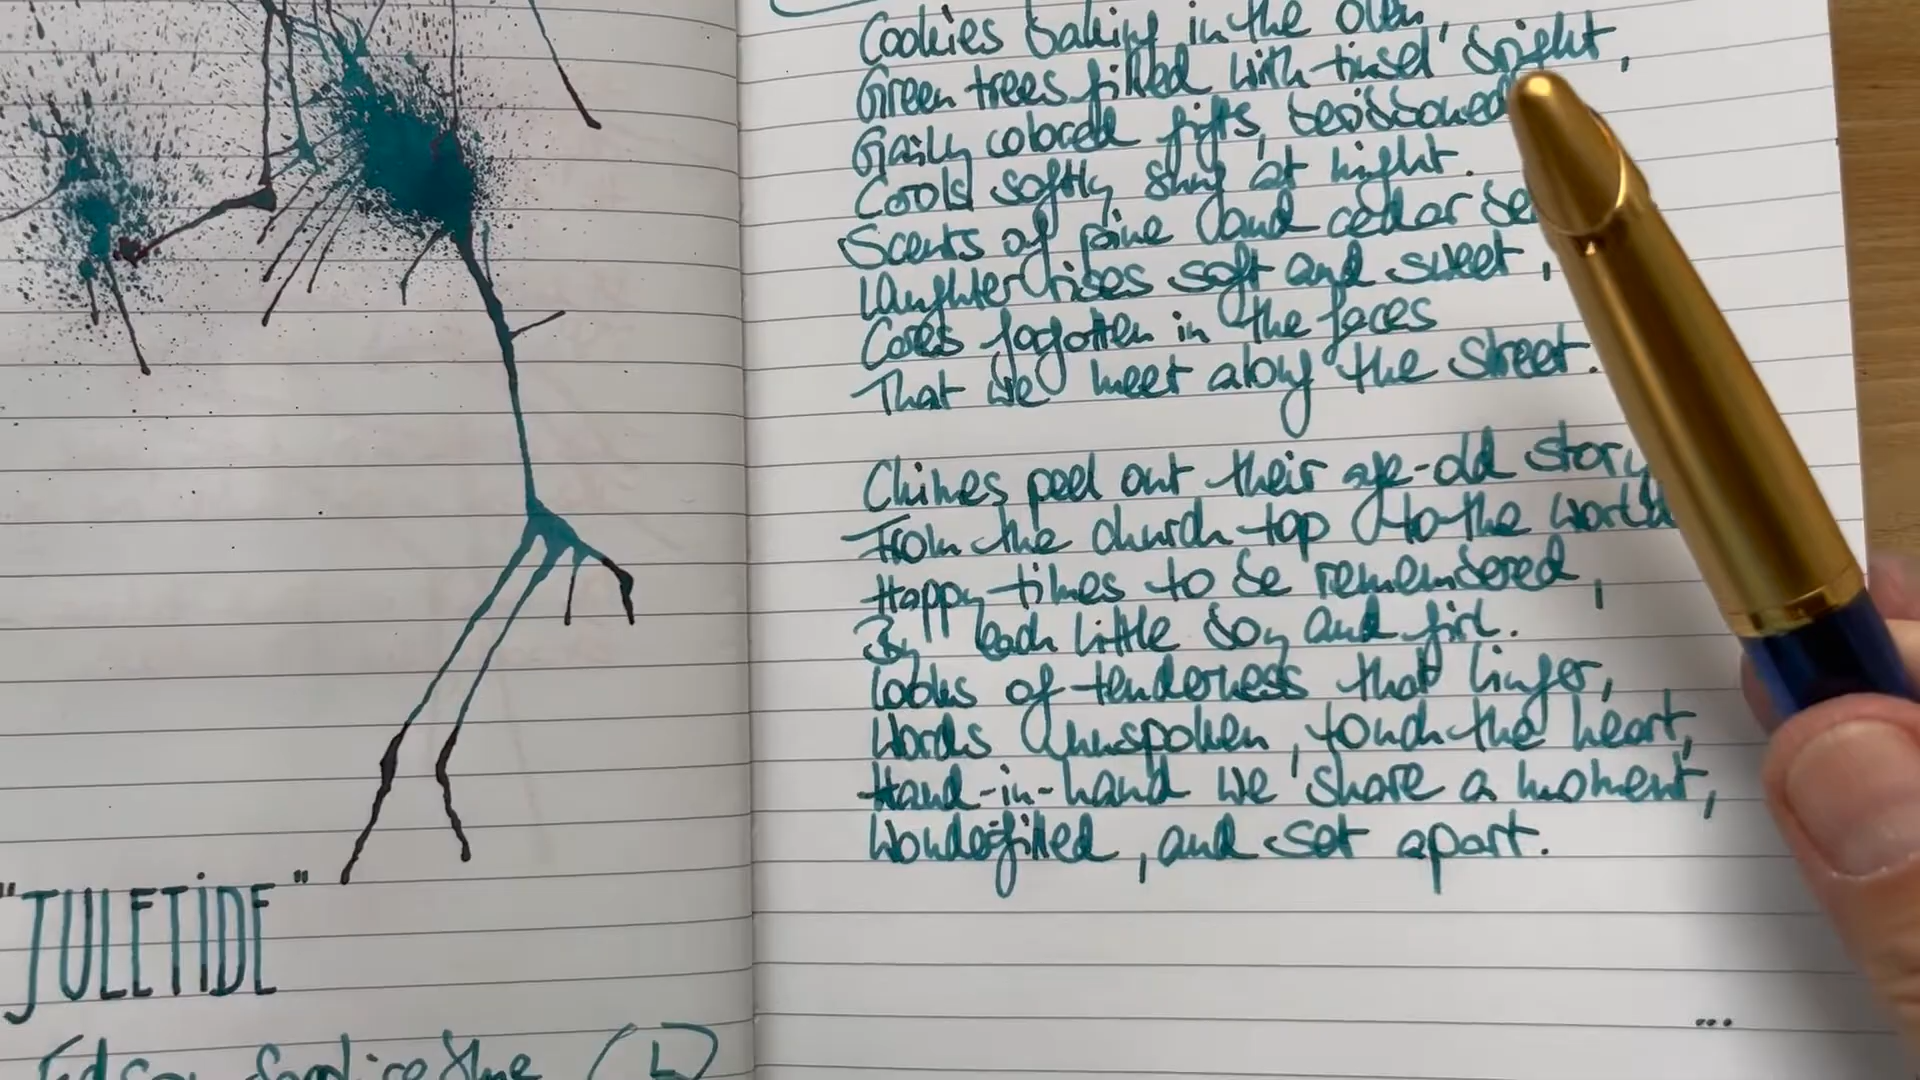 "JULETiDE"
Cookies baking in the oven,
Green trees filled with tinsel bright,
Gaily colored gifts, beribboned
Carols softly sung at night.
Scents of pine and cedar
Laughter rises soft and sweet,
Cares fogotten in the faces
That we meet along the street.
Chimes peel out their age-old story
From the church top to the world
Happy times to be remembered,
By each little boy and girl.
Looks of tenderness that linger,
Words unspoken, touch the heart,
Hand-in-hand we share a moment,
Wonderfilled, and set apart.
...